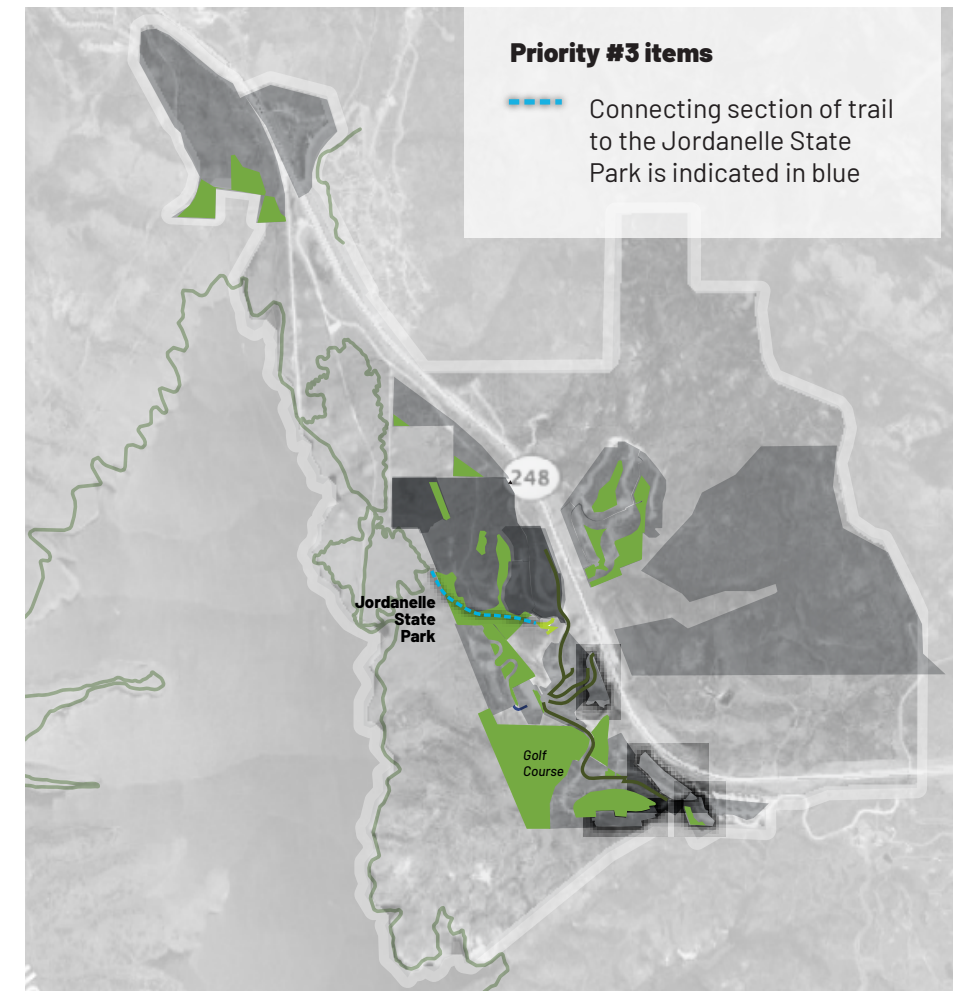 Priority #3 items
Connecting section of trail
to the Jordanelle State
Park is indicated in blue
248
Jordanelle
State
Park
Golf
Course